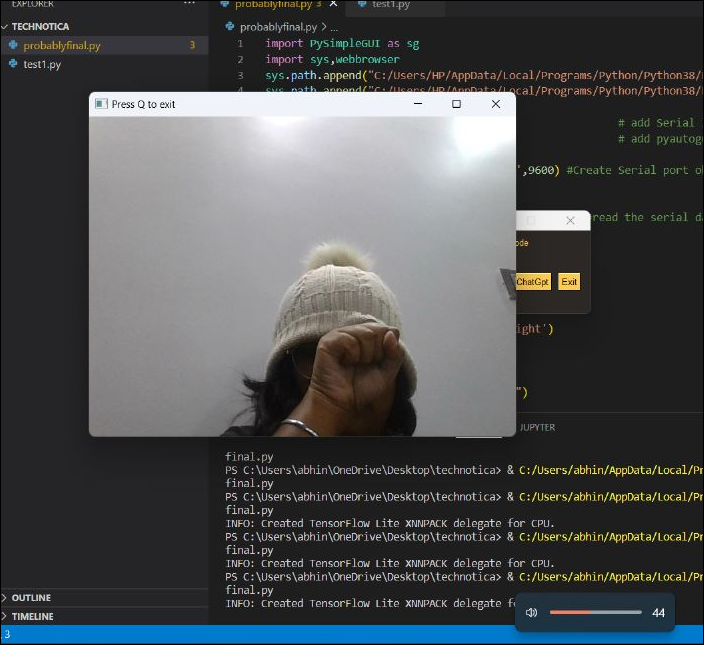 EXPLORER
...
probablyfinal.py 3
test1.py
TECHNOTICA
probablyfinal.py 3
test1.py
probablyfinal.py > ...
1 import PySimpleGUI as sg
2 import sys,webbrowser
3 sys.path.append("C:/Users/HP/AppData/Local/Programs/Python/Python38/
4 sys.path.append("C:/Users/HP/AppData/Local/Programs/Python/Python38/
Press Q to exit
# add Serial
# add pyautog
',9600) #Create Serial port o
read the serial da
ode
ChatGpt
Exit
ight')
")
JUPYTER
final.py
PS C:\Users\abhin\OneDrive\Desktop\technotica> & C:/Users/abhin/AppData/Local/Pr
final.py
PS C:\Users\abhin\OneDrive\Desktop\technotica> & C:/Users/abhin/AppData/Local/Pr
final.py
INFO: Created TensorFlow Lite XNNPACK delegate for CPU.
PS C:\Users\abhin\OneDrive\Desktop\technotica> & C:/Users/abhin/AppData/Local/Pr
final.py
INFO: Created TensorFlow Lite XNNPACK delegate for CPU.
PS C:\Users\abhin\OneDrive\Desktop\technotica> & C:/Users/abhin/AppData/Local/Pr
final.py
INFO: Created TensorFlow Lite XNNPACK delegate f
OUTLINE
TIMELINE
44
3